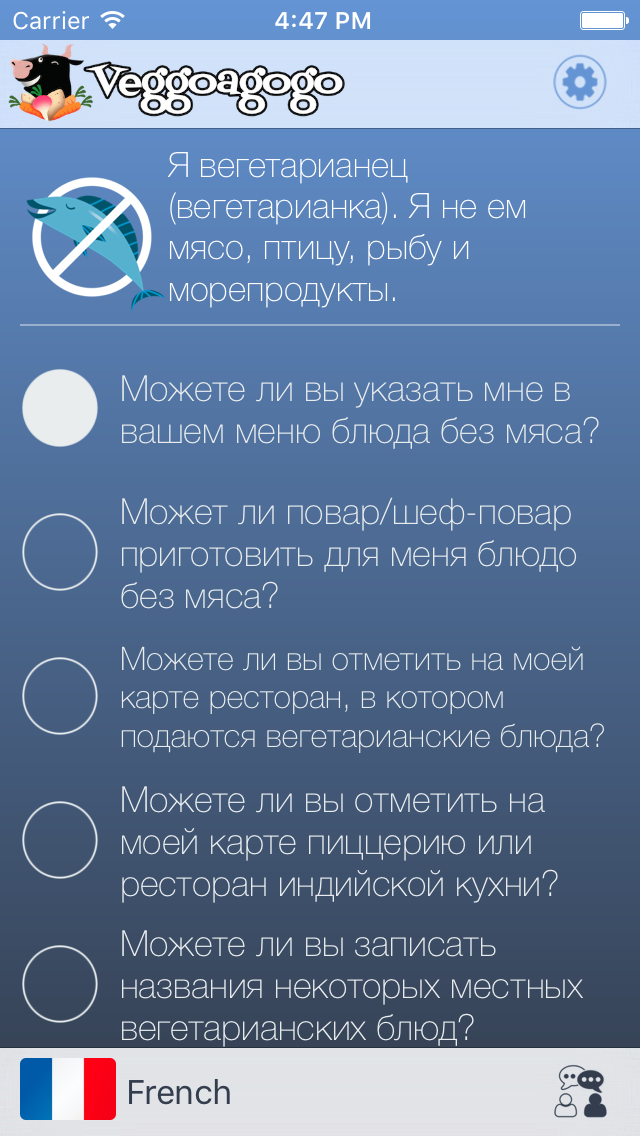 Carrier
4:47 PM
Veggoagogo
Я вегетарианец
(вегетарианка). Я не ем
мясо, птицу, рыбу и
морепродукты.
Можете ли вы указать мне в
вашем меню блюда без мяса?
Может ли повар/шеф-повар
приготовить для меня блюдо
без мяса?
Можете ли вы отметить на моей
карте ресторан, в котором
подаются вегетарианские блюда?
Можете ли вы отметить на
моей карте пиццерию или
ресторан индийской кухни?
Можете ли вы записать
названия некоторых местных
вегетарианских блюд?
French